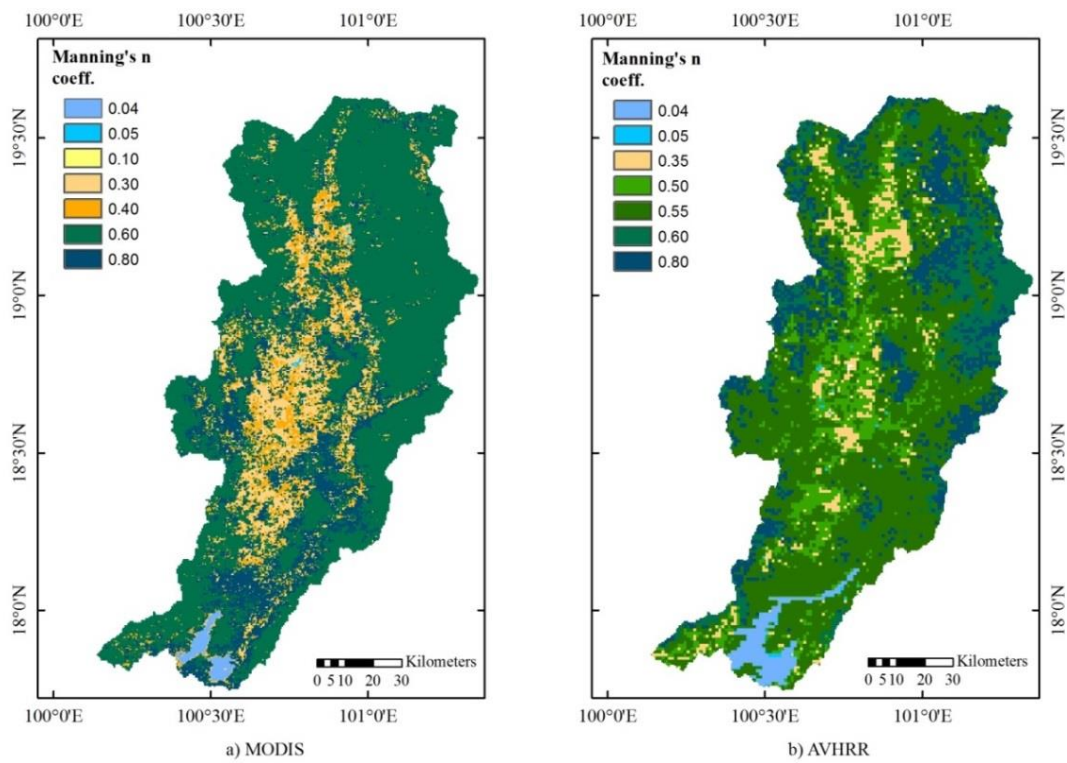 100°0'E 100°30'E 101°0'E
100°0'E 100°30'E 101°0'E
Manning's n
coeff.
0.04
0.05
0.10
0.30
0.40
0.60
0.80
19°30'N
19°0'N
18°30'N
18°0'N
Kilometers
0 5 10 20 30
100°0'E 100°30'E 101°0'E
a) MODIS
Manning's n
coeff.
0.04
0.05
0.35
0.50
0.55
0.60
0.80
19°30'N
19°0'N
18°30'N
18°0'N
Kilometers
0 5 10 20 30
100°0'E 100°30'E 101°0'E
b) AVHRR